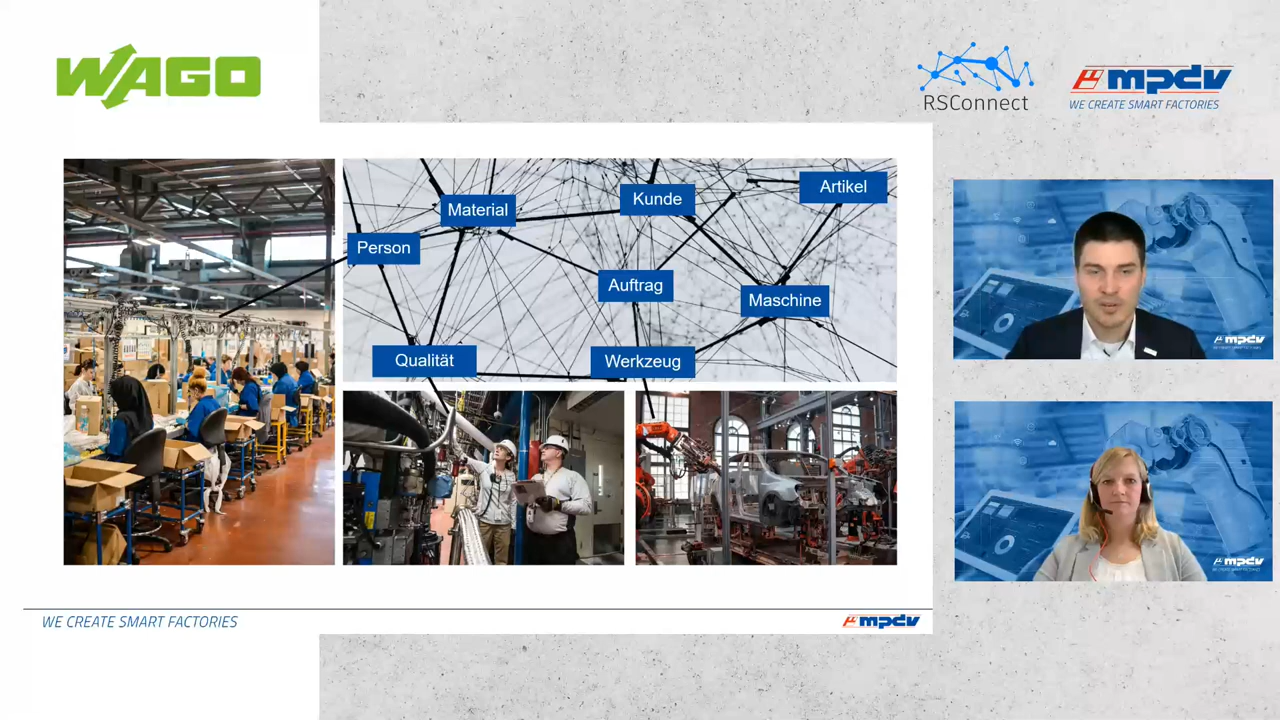 WAGO
RSConnect
mpdv
WE CREATE SMART FACTORIES
Artikel
Kunde
Material
Person
Auftrag
Maschine
Qualität
Werkzeug
WE CREATE SMART FACTORIES
mpdv
mpdv
mpdv